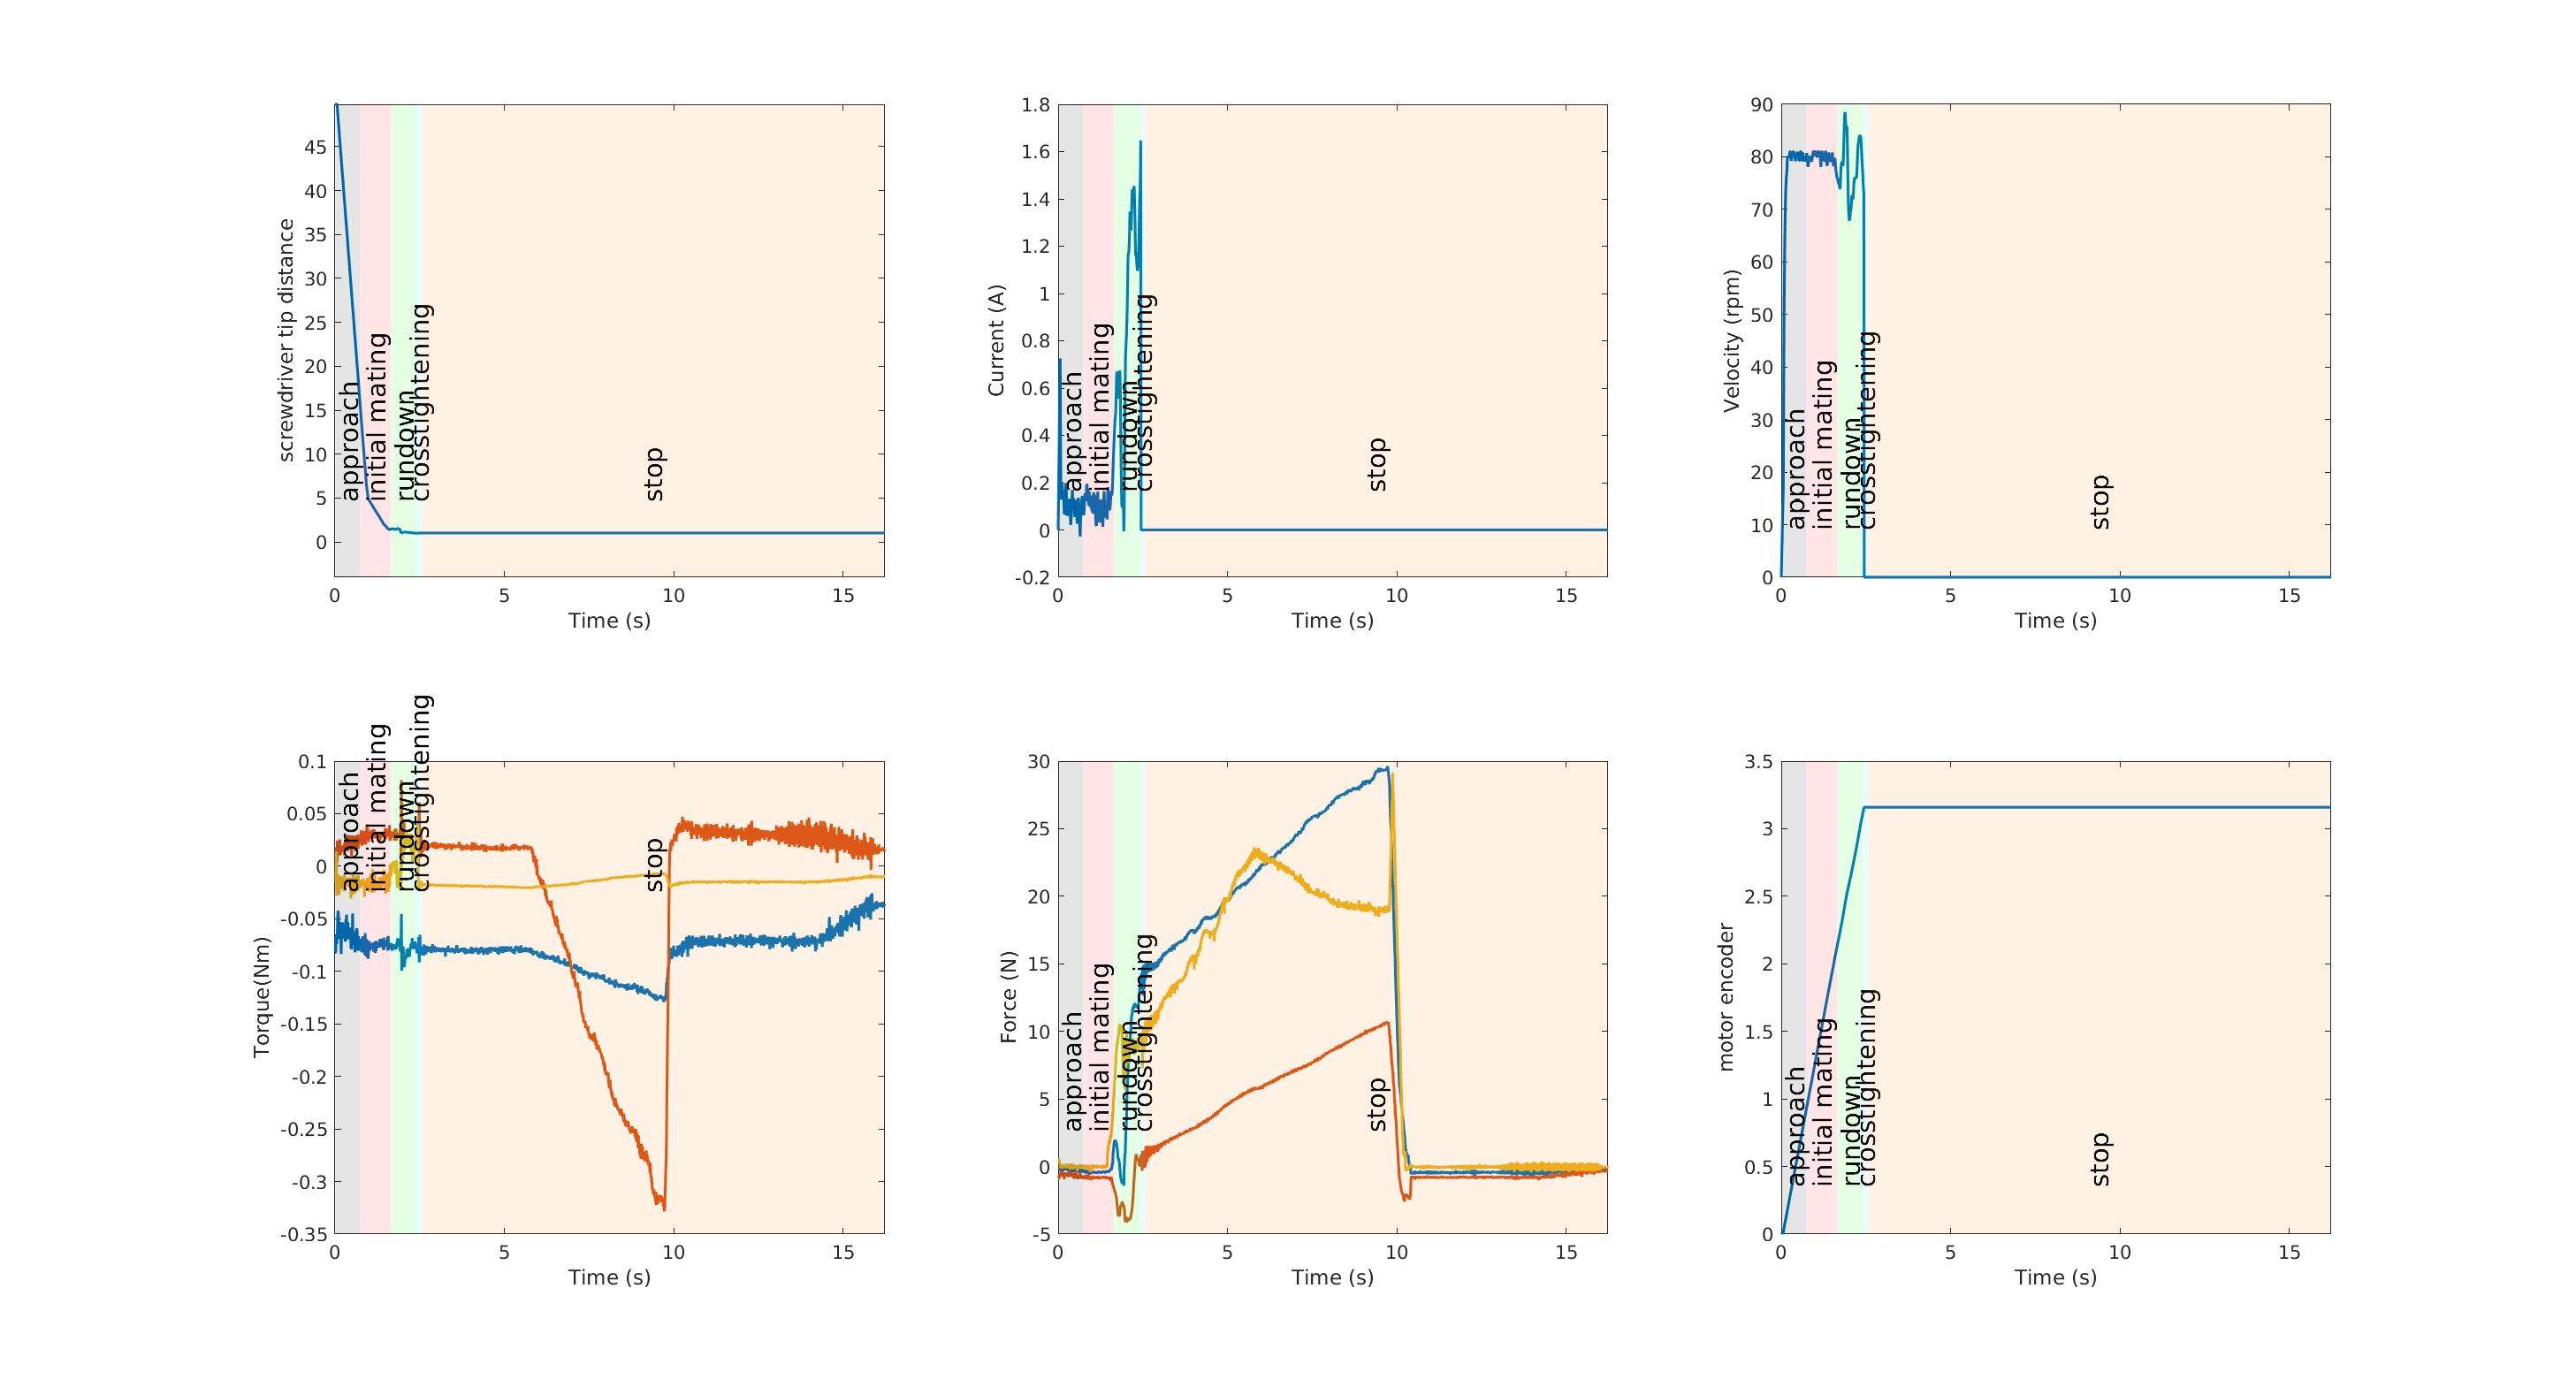 screwdriver tip distance
45
40
35
30
25
20
15
10
5
0
approach
initial mating
rundown
crosstightening
stop
0 5 10 15
Time (s)
Current (A)
1.8
1.6
1.4
1.2
1
0.8
0.6
0.4
0.2
0
-0.2
approach
initial mating
rundown
crosstightening
stop
0 5 10 15
Time (s)
Velocity (rpm)
90
80
70
60
50
40
30
20
10
0
approach
initial mating
rundown
crosstightening
stop
0 5 10 15
Time (s)
Torque(Nm)
0.1
0.05
0
-0.05
-0.1
-0.15
-0.2
-0.25
-0.3
-0.35
approach
initial mating
rundown
crosstightening
stop
0 5 10 15
Time (s)
Force (N)
30
25
20
15
10
5
0
-5
approach
initial mating
rundown
crosstightening
stop
0 5 10 15
Time (s)
motor encoder
3.5
3
2.5
2
1.5
1
0.5
0
approach
initial mating
rundown
crosstightening
stop
0 5 10 15
Time (s)